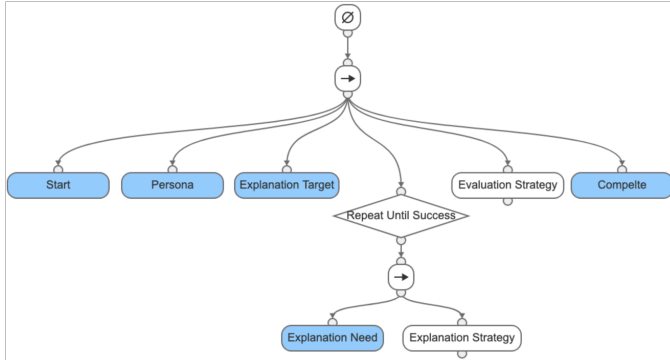 Start
Persona
Explanation Target
Evaluation Strategy
Compelte
Repeat Until Success
Explanation Need
Explanation Strategy